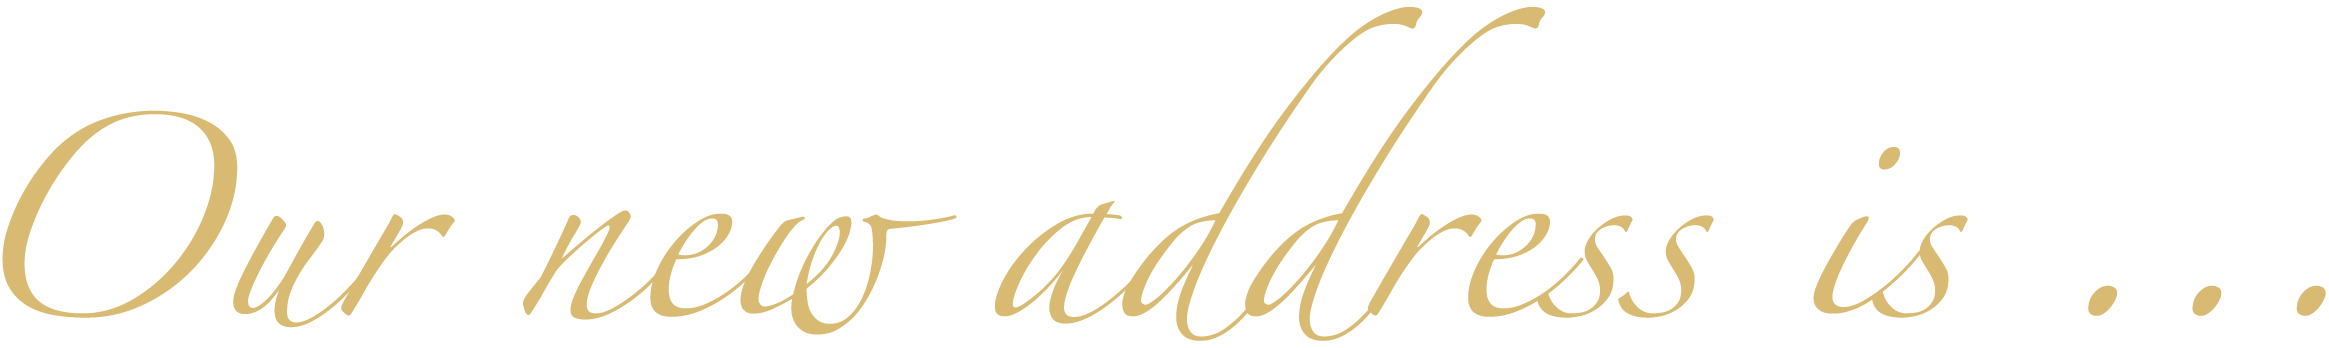 Our new address is . . .